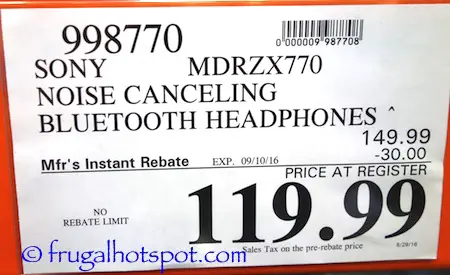 998770
0 000009 987708
SONY MDRZX770
NOISE CANCELING
BLUETOOTH HEADPHONES ^
149.99
Mfr's Instant Rebate EXP. 09/10/16 -30.00
PRICE AT REGISTER
NO
REBATE LIMIT
119.99
Sales Tax on the pre-rebate price
8/29/16
© frugalhotspot.com